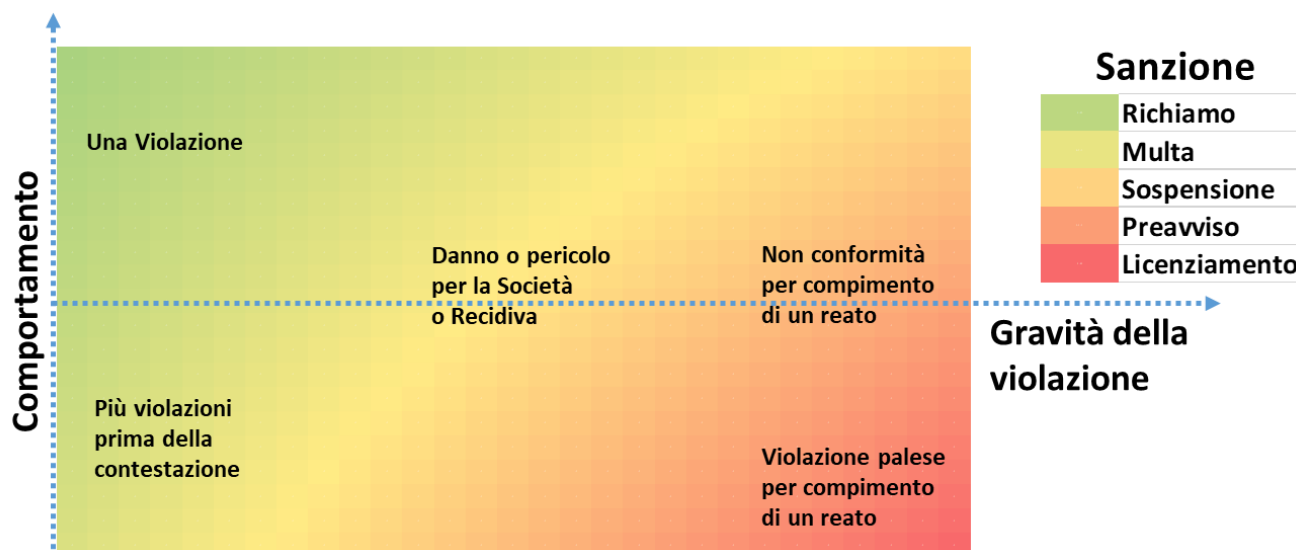 Comportamento
Una Violazione
Danno o pericolo
per la Società
o Recidiva
Non conformità
per compimento
di un reato
Più violazioni
prima della
contestazione
Violazione palese
per compimento
di un reato
Sanzione
Richiamo
Multa
Sospensione
Preavviso
Licenziamento
Gravità della
violazione